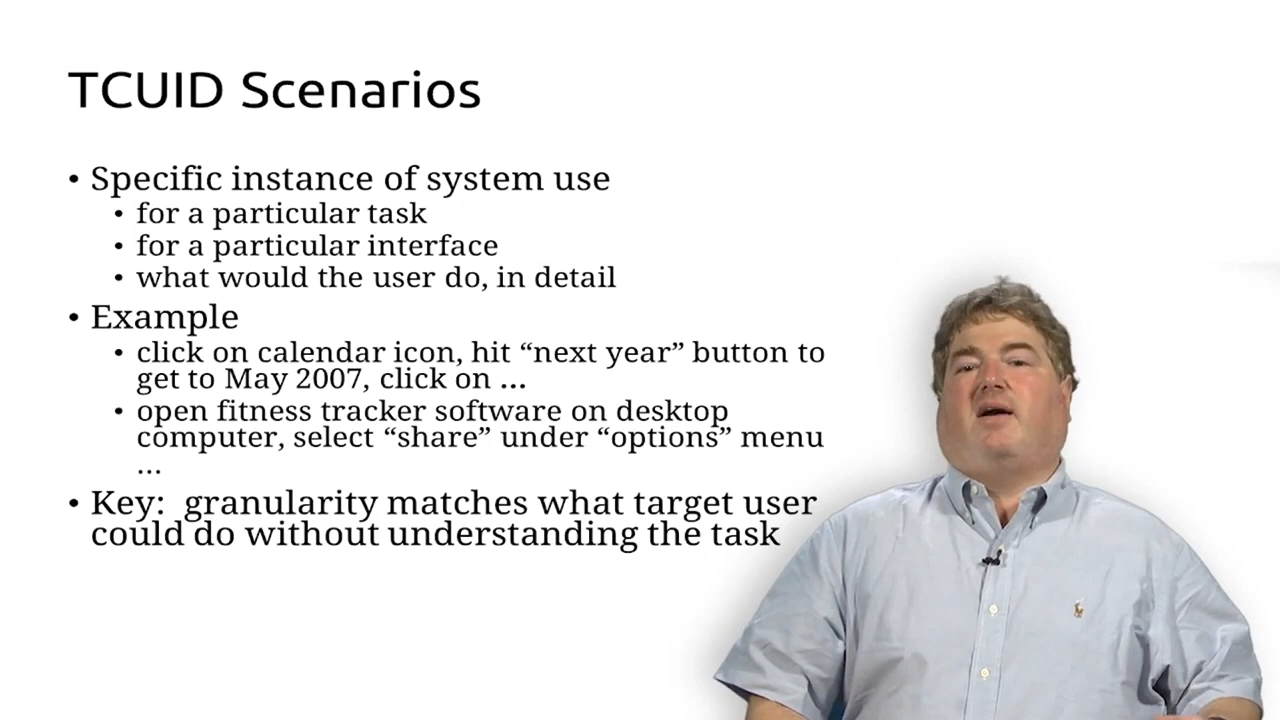 TCUID Scenarios
• Specific instance of system use
• for a particular task
• for a particular interface
• what would the user do, in detail
• Example
• click on calendar icon, hit “next year” button to
get to May 2007, click on ...
• open fitness tracker software on desktop
computer, select “share” under “options” menu
...
• Key:  granularity matches what target user
could do without understanding the task